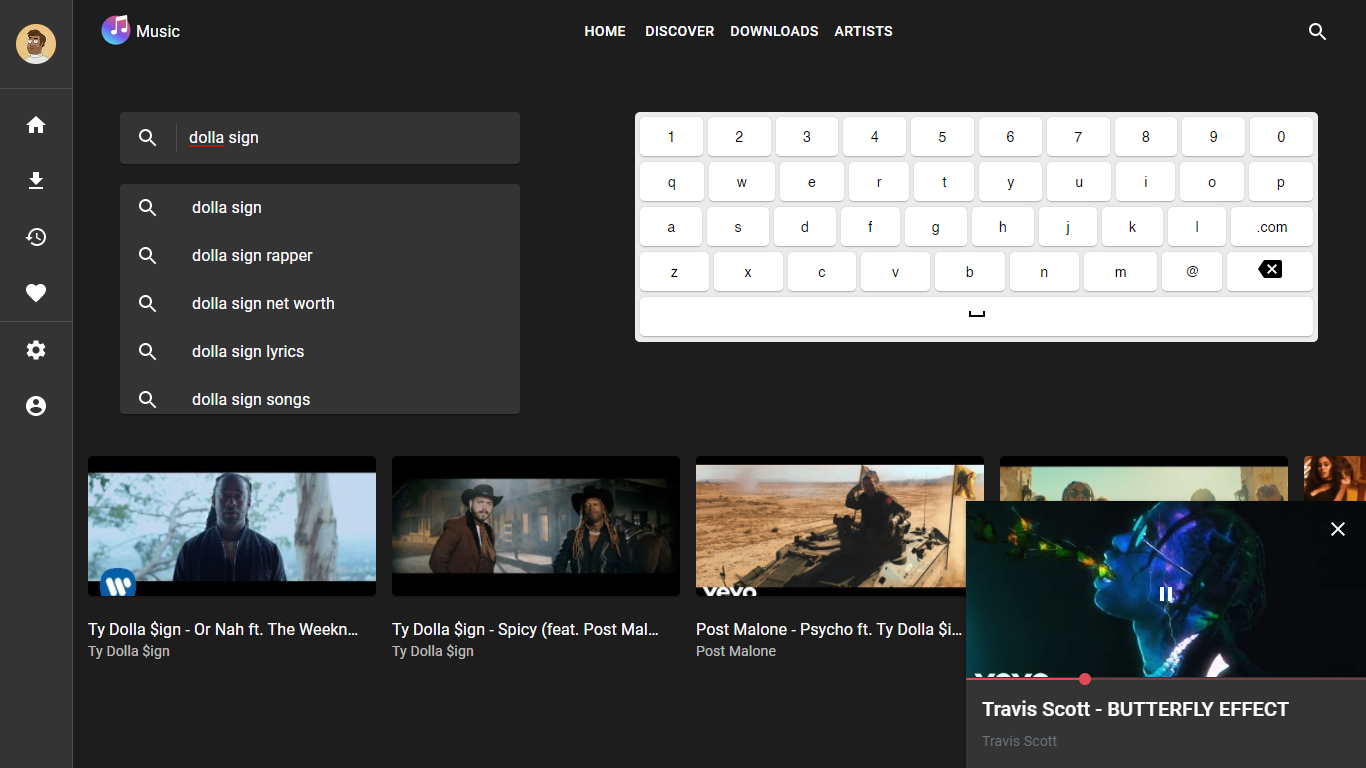 Music
HOME DISCOVER DOWNLOADS ARTISTS
dolla sign
dolla sign
dolla sign rapper
dolla sign net worth
dolla sign lyrics
dolla sign songs
1 2 3 4 5 6 7 8 9 0
q w e r t y u i o p
a s d f g h j k l .com
z x c v b n m @
vevo
Ty Dolla $ign - Or Nah ft. The Weekn...
Ty Dolla $ign
Ty Dolla $ign - Spicy (feat. Post Mal...
Ty Dolla $ign
Post Malone - Psycho ft. Ty Dolla $i...
Post Malone
vevo
Travis Scott - BUTTERFLY EFFECT
Travis Scott